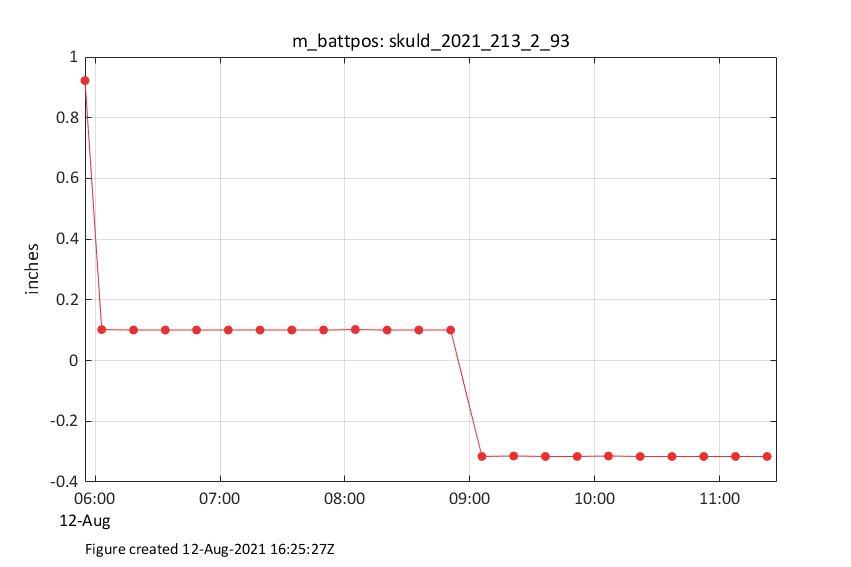 m_battpos: skuld_2021_213_2_93
1
0.8
0.6
0.4
0.2
0
-0.2
-0.4
inches
06:00 07:00 08:00 09:00 10:00 11:00
12-Aug
Figure created 12-Aug-2021 16:25:27Z